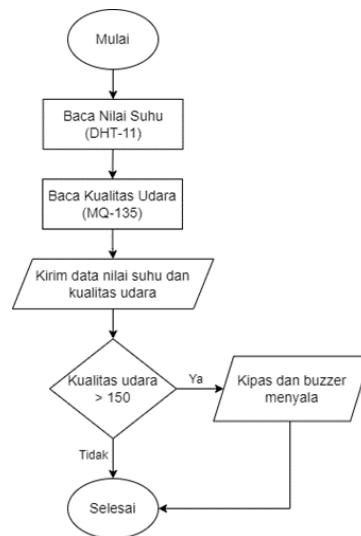 Mulai
Baca Nilai Suhu
(DHT-11)
Baca Kualitas Udara
(MQ-135)
Kirim data nilai suhu dan
kualitas udara
Kualitas udara
> 150
Ya
Kipas dan buzzer
menyala
Tidak
Selesai